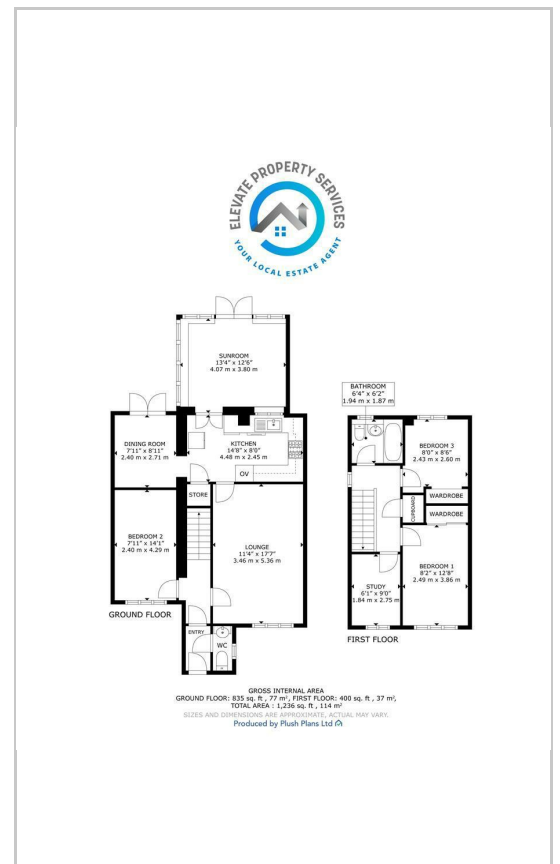 ELEVATE PROPERTY SERVICES
YOUR LOCAL ESTATE AGENT
SUNROOM
13'4" x 12'6"
4.07 m x 3.80 m
DINING ROOM
7'11" x 8'11"
2.40 m x 2.71 m
KITCHEN
14'8" x 8'0"
4.48 m x 2.45 m
OV
STORE
BEDROOM 2
7'11" x 14'1"
2.40 m x 4.29 m
LOUNGE
11'4" x 17'7"
3.46 m x 5.36 m
ENTRY
WC
GROUND FLOOR
BATHROOM
6'4" x 6'2"
1.94 m x 1.87 m
BEDROOM 3
8'0" x 8'6"
2.43 m x 2.60 m
WARDROBE
WARDROBE
CUPBOARD
BEDROOM 1
8'2" x 12'8"
2.49 m x 3.86 m
STUDY
6'1" x 9'0"
1.84 m x 2.75 m
FIRST FLOOR
GROSS INTERNAL AREA
GROUND FLOOR: 835 sq. ft , 77 m², FIRST FLOOR: 400 sq. ft , 37 m²,
TOTAL AREA : 1,236 sq. ft , 114 m²
SIZES AND DIMENSIONS ARE APPROXIMATE, ACTUAL MAY VARY.
Produced by Plush Plans Ltd